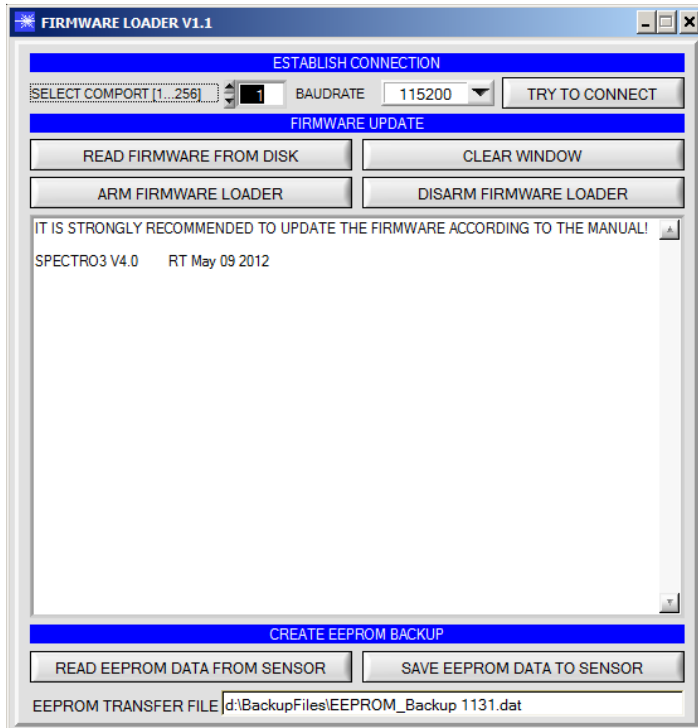 FIRMWARE LOADER V1.1
ESTABLISH CONNECTION
SELECT COMPORT [1...256] 1 BAUDRATE 115200 TRY TO CONNECT
FIRMWARE UPDATE
READ FIRMWARE FROM DISK CLEAR WINDOW
ARM FIRMWARE LOADER DISARM FIRMWARE LOADER
IT IS STRONGLY RECOMMENDED TO UPDATE THE FIRMWARE ACCORDING TO THE MANUAL!
SPECTRO3 V4.0 RT May 09 2012
CREATE EEPROM BACKUP
READ EEPROM DATA FROM SENSOR SAVE EEPROM DATA TO SENSOR
EEPROM TRANSFER FILE d:\BackupFiles\EEPROM_Backup 1131.dat